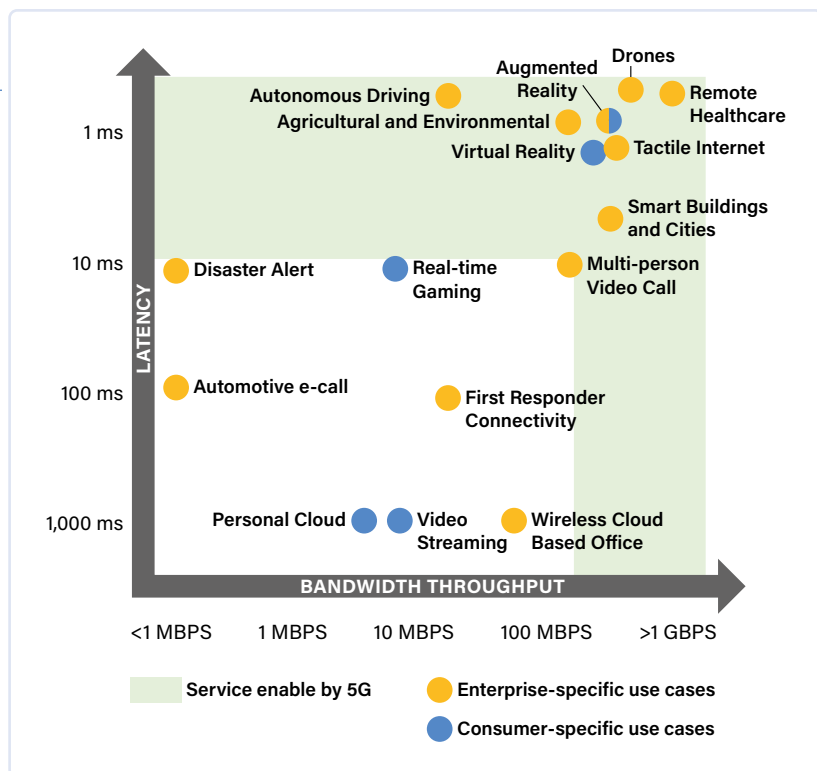 Drones
Augmented
Reality
Autonomous Driving
Remote
Healthcare
Agricultural and Environmental
1 ms
Virtual Reality
Tactile Internet
Smart Buildings
and Cities
10 ms
Disaster Alert
Real-time
Gaming
Multi-person
Video Call
LATENCY
Automotive e-call
100 ms
First Responder
Connectivity
1,000 ms
Personal Cloud
Video
Streaming
Wireless Cloud
Based Office
BANDWIDTH THROUGHPUT
<1 MBPS
1 MBPS
10 MBPS
100 MBPS
>1 GBPS
Service enable by 5G
Enterprise-specific use cases
Consumer-specific use cases